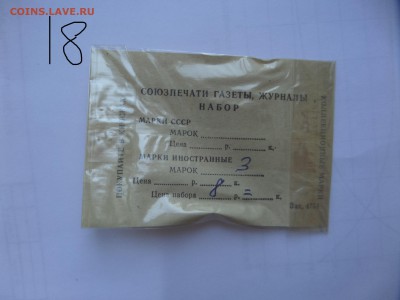 COINS.LAVE.RU
18
СОЮЗПЕЧАТИ ГАЗЕТЫ, ЖУРНАЛЫ
НАБОР
МАРКИ СССР
МАРОК
Цена р. к.
МАРКИ ИНОСТРАННЫЕ
МАРОК 3
Цена р. к.
Цена набора 8 р. = к.